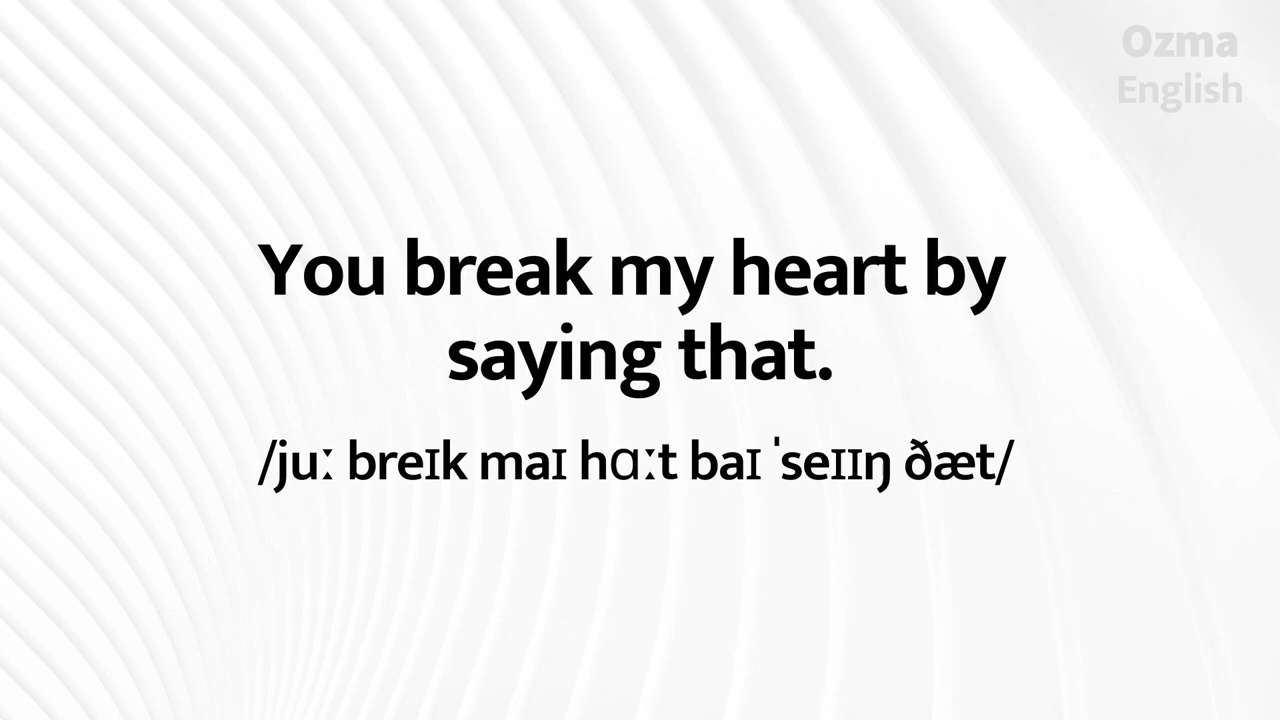 Ozma
English
You break my heart by
saying that.
/juː breɪk maɪ hɑːt baɪ ˈseɪɪŋ ðæt/